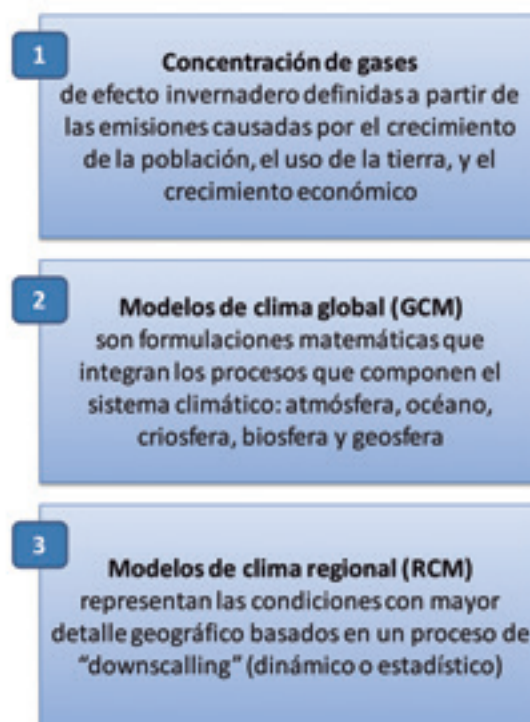 1
Concentración de gases
de efecto invernadero definidas a partir de
las emisiones causadas por el crecimiento
de la población, el uso de la tierra, y el
crecimiento económico
2
Modelos de clima global (GCM)
son formulaciones matemáticas que
integran los procesos que componen el
sistema climático: atmósfera, océano,
criosfera, biosfera y geosfera
3
Modelos de clima regional (RCM)
representan las condiciones con mayor
detalle geográfico basados en un proceso de
“downscalling” (dinámico o estadístico)